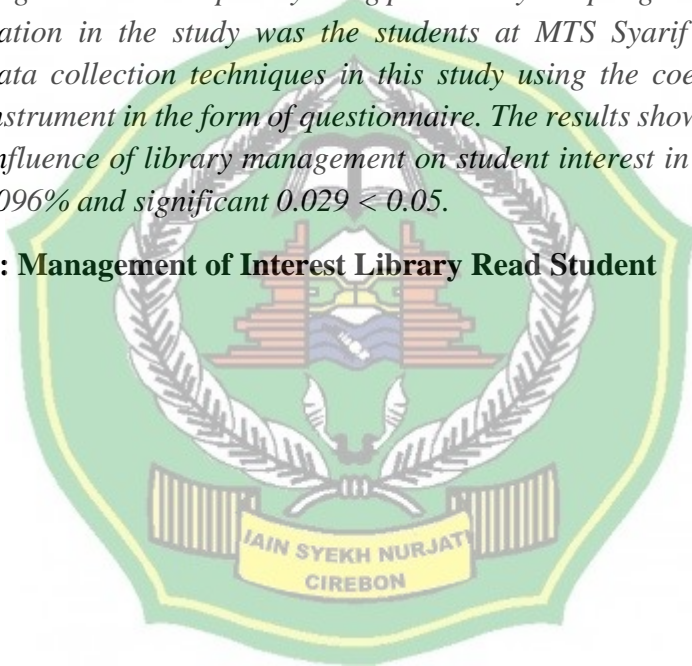 ation in the study was the students at MTS Syarif
ata collection techniques in this study using the coe
nstrument in the form of questionnaire. The results show
nfluence of library management on student interest in
096% and significant 0.029 < 0.05.
: Management of Interest Library Read Student
IAIN SYEKH NURJATI
CIREBON